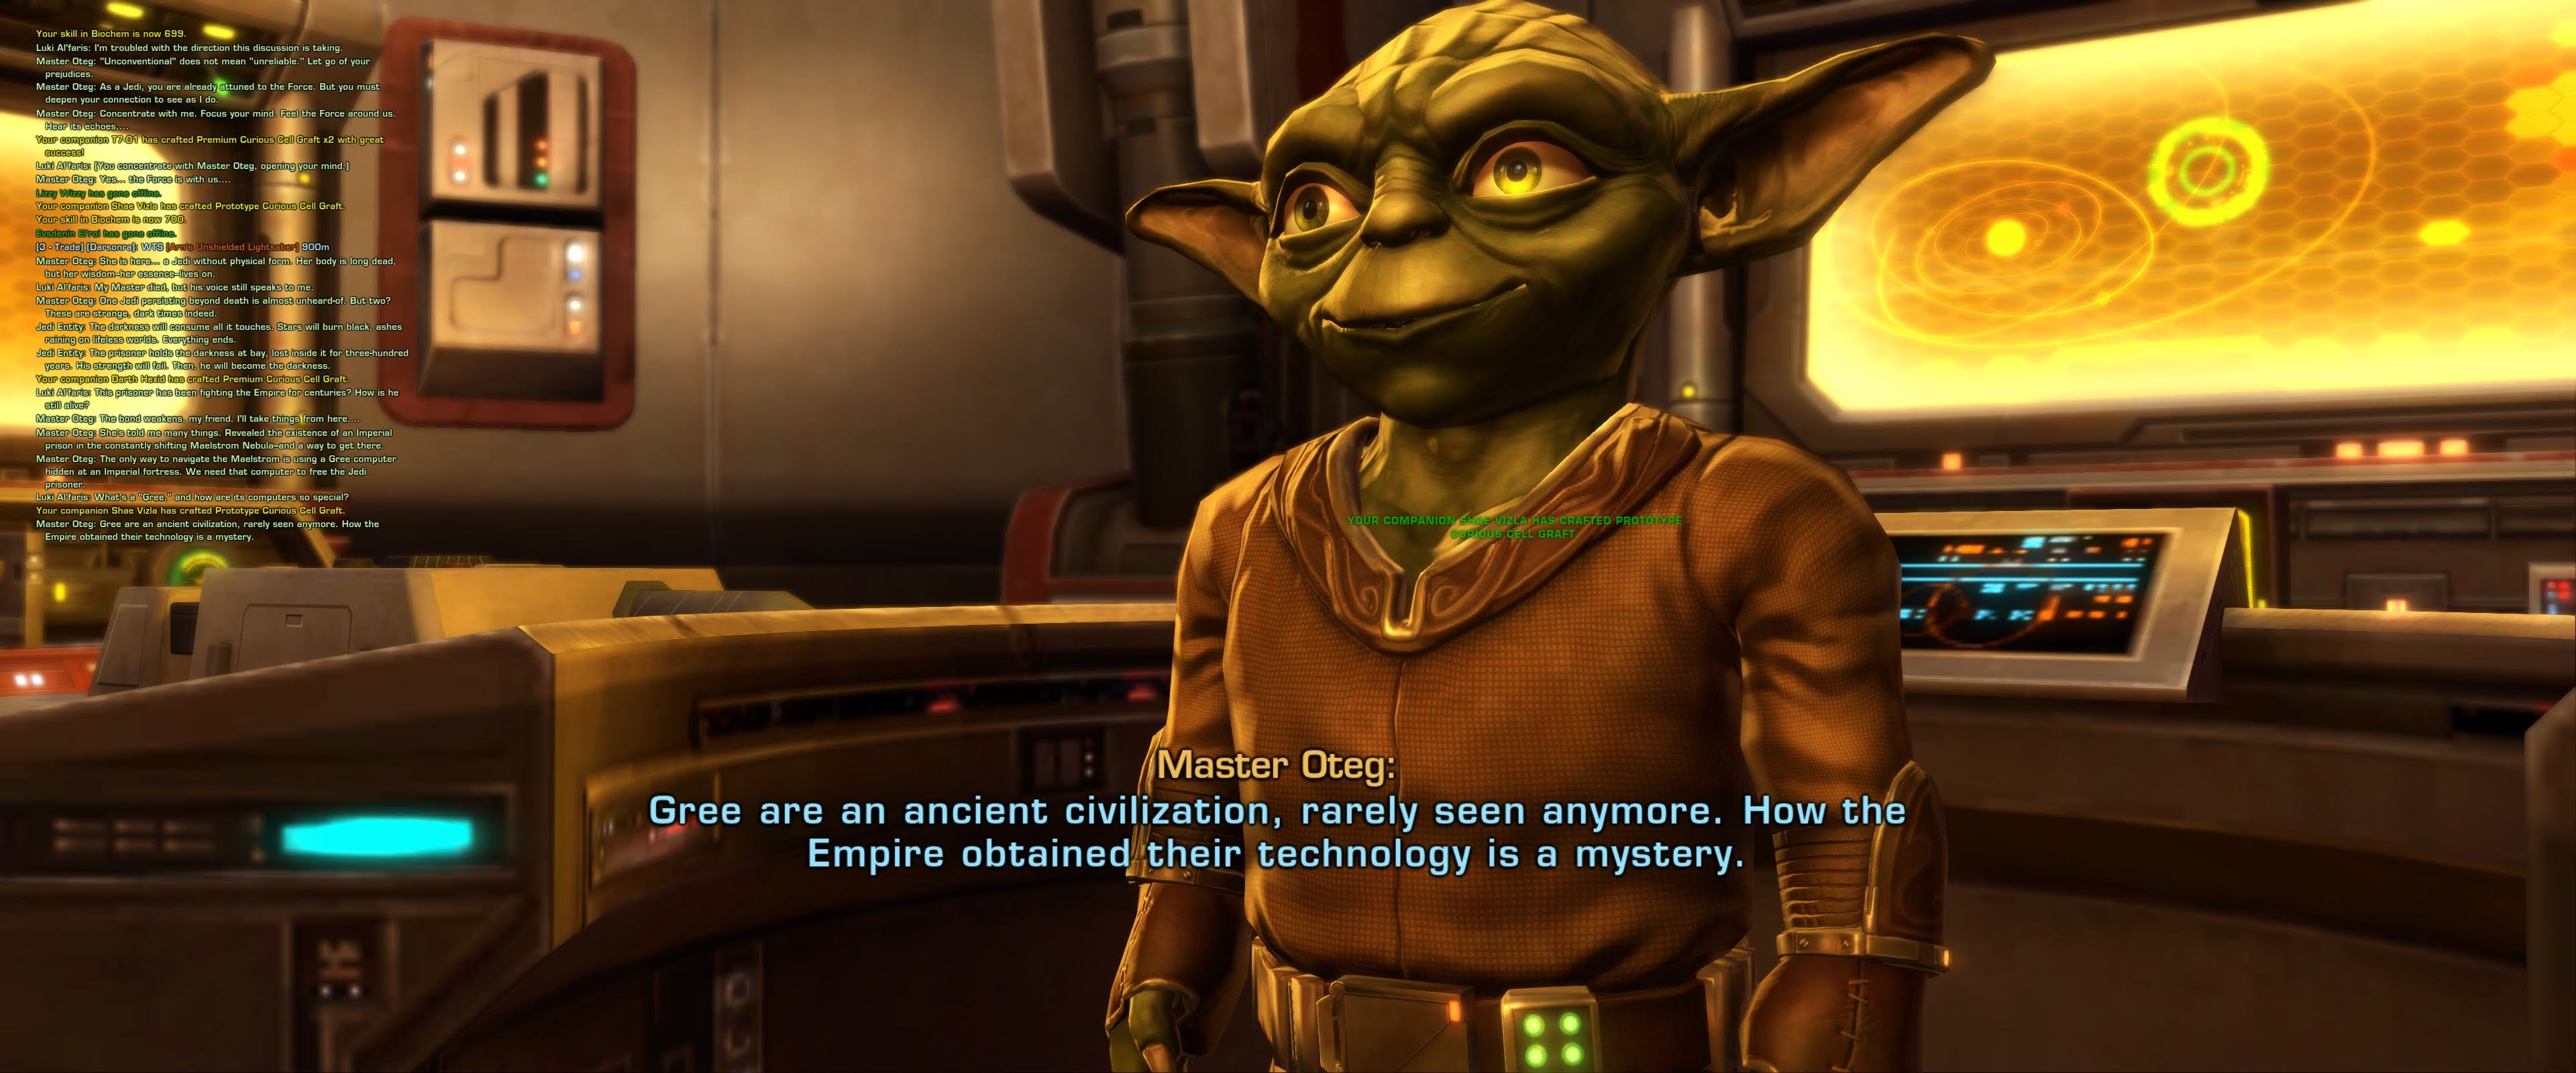 Your skill in Biochem is now 699.
Luki Al'faris: I'm troubled with the direction this discussion is taking.
Master Oteg: "Unconventional" does not mean "unreliable." Let go of your
prejudices.
Master Oteg: As a Jedi, you are already attuned to the Force. But you must
deepen your connection to see as I do.
Master Oteg: Concentrate with me. Focus your mind. Feel the Force around us.
Hear its echoes....
Your companion T7-O1 has crafted Premium Curious Cell Graft x2 with great
success!
Luki Al'faris: [You concentrate with Master Oteg, opening your mind.]
Master Oteg: Yes... the Force is with us....
Lizzy Wizzy has gone offline.
Your companion Shae Vizla has crafted Prototype Curious Cell Graft.
Your skill in Biochem is now 700.
Evedenin El'roi has gone offline.
[3 - Trade] [Darsonra]: WTS [Arn's Unshielded Lightsaber] 900m
Master Oteg: She is here... a Jedi without physical form. Her body is long dead,
but her wisdom–her essence–lives on.
Luki Al'faris: My Master died, but his voice still speaks to me.
Master Oteg: One Jedi persisting beyond death is almost unheard-of. But two?
These are strange, dark times indeed.
Jedi Entity: The darkness will consume all it touches. Stars will burn black, ashes
raining on lifeless worlds. Everything ends.
Jedi Entity: The prisoner holds the darkness at bay, lost inside it for three-hundred
years. His strength will fail. Then, he will become the darkness.
Your companion Darth Hexid has crafted Premium Curious Cell Graft.
Luki Al'faris: This prisoner has been fighting the Empire for centuries? How is he
still alive?
Master Oteg: The bond weakens, my friend. I'll take things from here....
Master Oteg: She's told me many things. Revealed the existence of an Imperial
prison in the constantly shifting Maelstrom Nebula–and a way to get there.
Master Oteg: The only way to navigate the Maelstrom is using a Gree computer
hidden at an Imperial fortress. We need that computer to free the Jedi
prisoner.
Luki Al'faris: What's a "Gree," and how are its computers so special?
Your companion Shae Vizla has crafted Prototype Curious Cell Graft.
Master Oteg: Gree are an ancient civilization, rarely seen anymore. How the
Empire obtained their technology is a mystery.
YOUR COMPANION SHAE VIZLA HAS CRAFTED PROTOTYPE
CURIOUS CELL GRAFT.
Master Oteg:
Gree are an ancient civilization, rarely seen anymore. How the
Empire obtained their technology is a mystery.